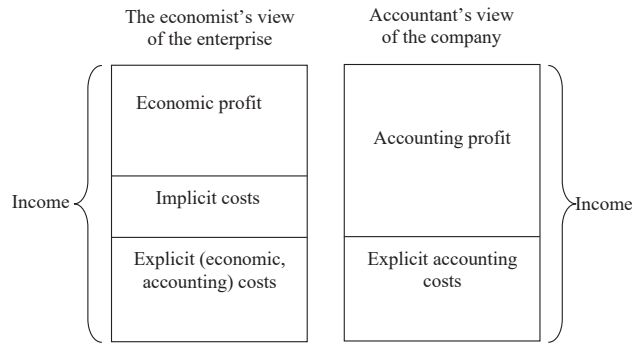 The economist’s view
of the enterprise
Accountant’s view
of the company
Economic profit
Accounting profit
Implicit costs
Income
Income
Explicit (economic,
accounting) costs
Explicit accounting
costs